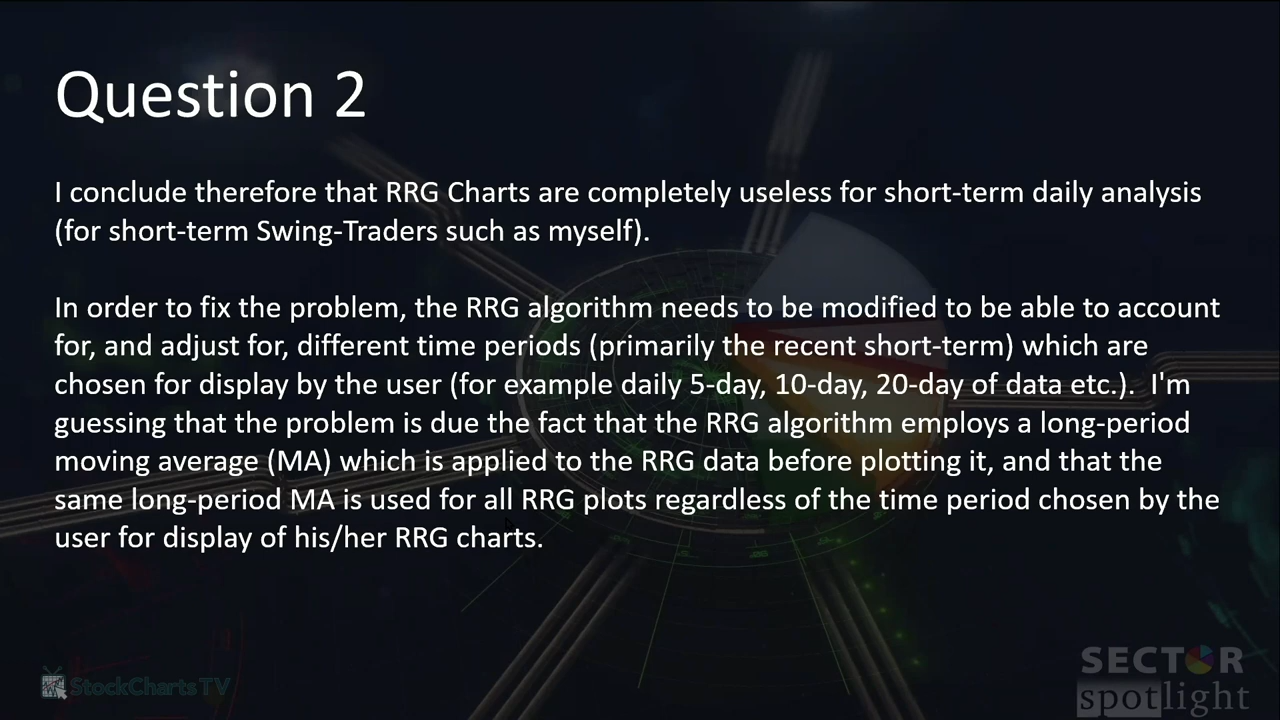 Question 2
I conclude therefore that RRG Charts are completely useless for short-term daily analysis
(for short-term Swing-Traders such as myself).
In order to fix the problem, the RRG algorithm needs to be modified to be able to account
for, and adjust for, different time periods (primarily the recent short-term) which are
chosen for display by the user (for example daily 5-day, 10-day, 20-day of data etc.).  I'm
guessing that the problem is due the fact that the RRG algorithm employs a long-period
moving average (MA) which is applied to the RRG data before plotting it, and that the
same long-period MA is used for all RRG plots regardless of the time period chosen by the
user for display of his/her RRG charts.
StockCharts TV
SECTOR
spotlight